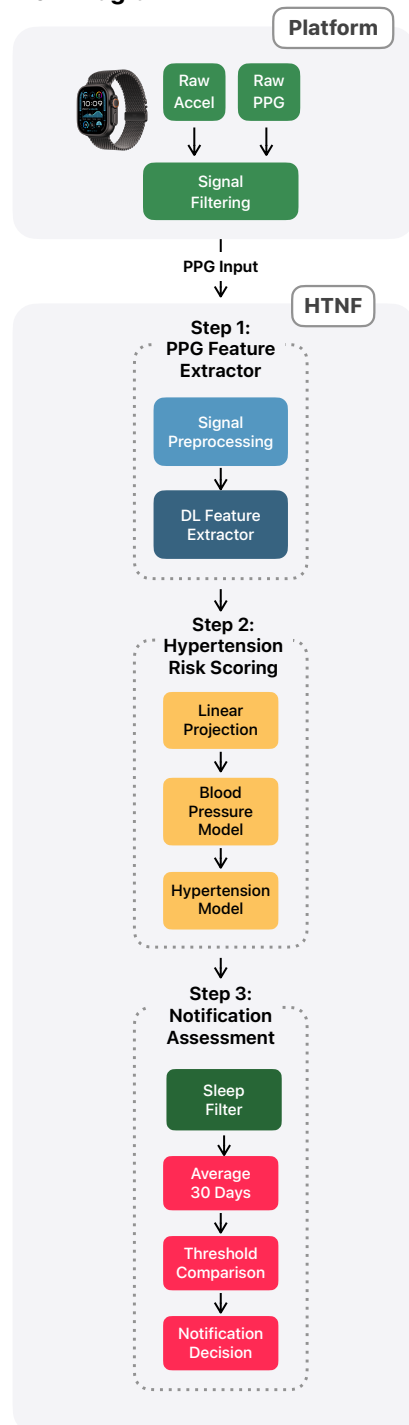 Platform
10:09
Raw
Accel
Raw
PPG
Signal
Filtering
PPG Input
HTNF
Step 1:
PPG Feature
Extractor
Signal
Preprocessing
DL Feature
Extractor
Step 2:
Hypertension
Risk Scoring
Linear
Projection
Blood
Pressure
Model
Hypertension
Model
Step 3:
Notification
Assessment
Sleep
Filter
Average
30 Days
Threshold
Comparison
Notification
Decision